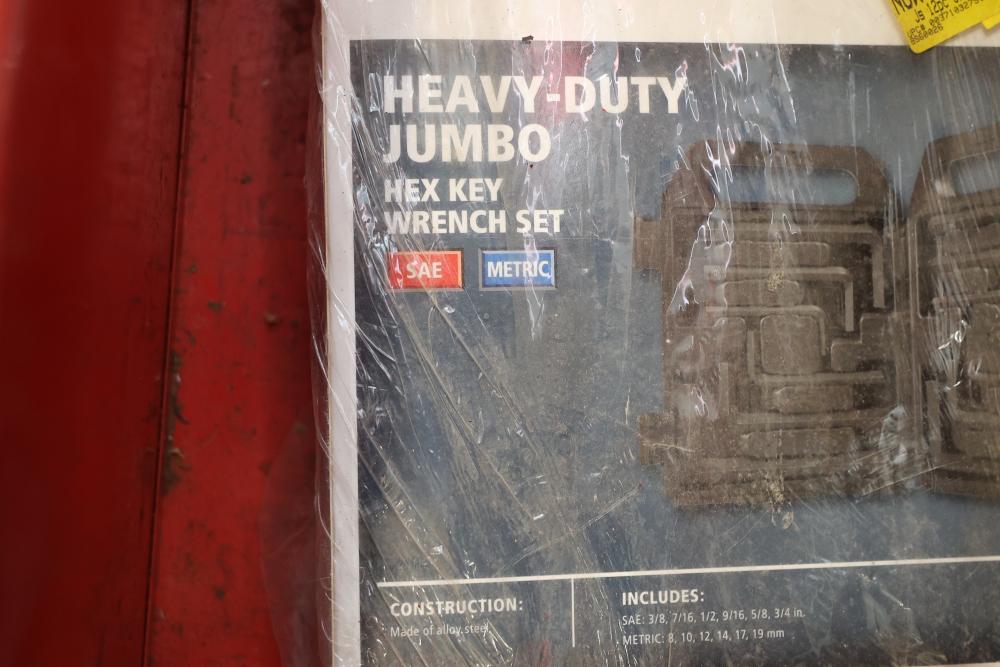 HEAVY-DUTY
JUMBO
HEX KEY
WRENCH SET
SAE METRIC
CONSTRUCTION:
Made of alloy steel
INCLUDES:
SAE: 3/8, 7/16, 1/2, 9/16, 5/8, 3/4 in.
METRIC: 8, 10, 12, 14, 17, 19 mm